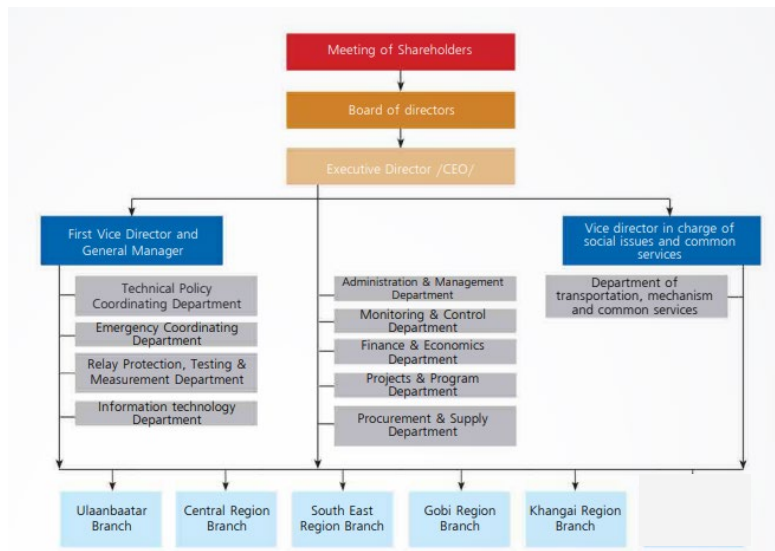 Meeting of Shareholders
Board of directors
Executive Director /CEO/
First Vice Director and
General Manager
Vice director in charge of
social issues and common
services
Technical Policy
Coordinating Department
Emergency Coordinating
Department
Relay Protection, Testing &
Measurement Department
Information technology
Department
Administration & Management
Department
Monitoring & Control
Department
Finance & Economics
Department
Projects & Program
Department
Procurement & Supply
Department
Department of
transportation, mechanism
and common services
Ulaanbaatar
Branch
Central Region
Branch
South East
Region Branch
Gobi Region
Branch
Khangai Region
Branch